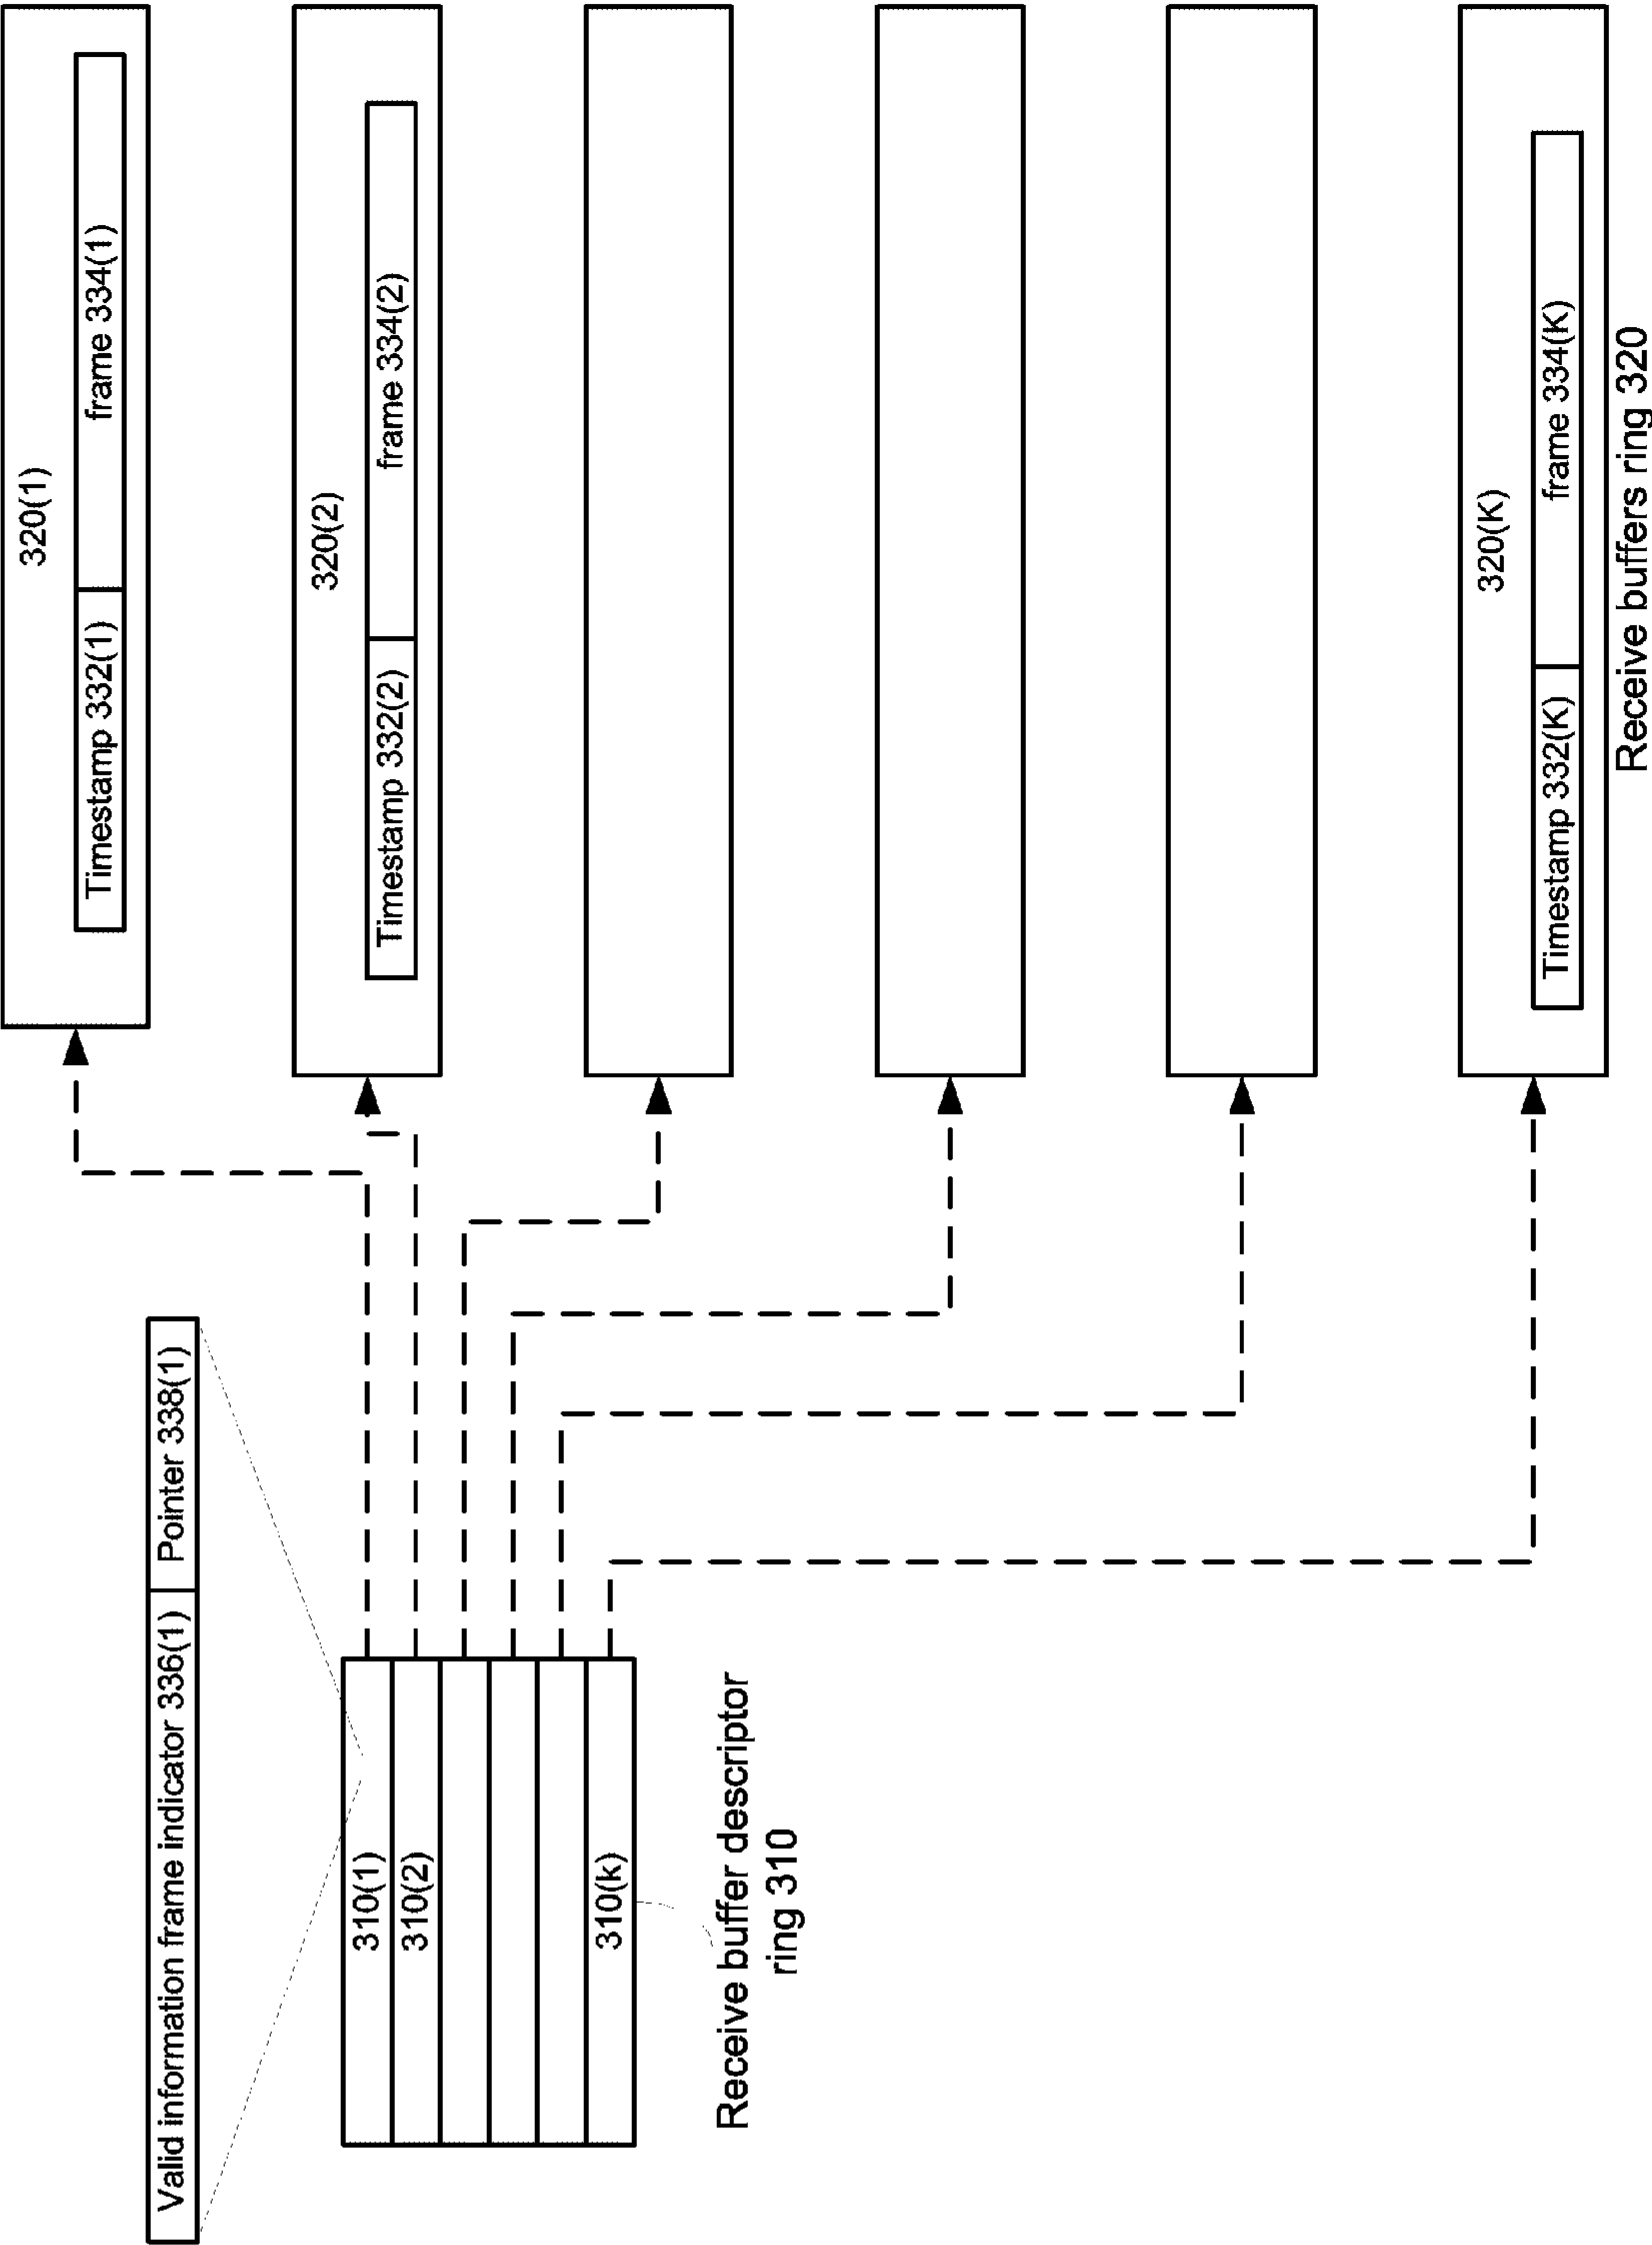 Valid information frame indicator 336(1)
Pointer 338(1)
310(1)
310(2)
310(k)
Receive buffer descriptor
ring 310
320(1)
Timestamp 332(1)
frame 334(1)
320(2)
Timestamp 332(2)
frame 334(2)
320(K)
Timestamp 332(K)
frame 334(K)
Receive buffers ring 320